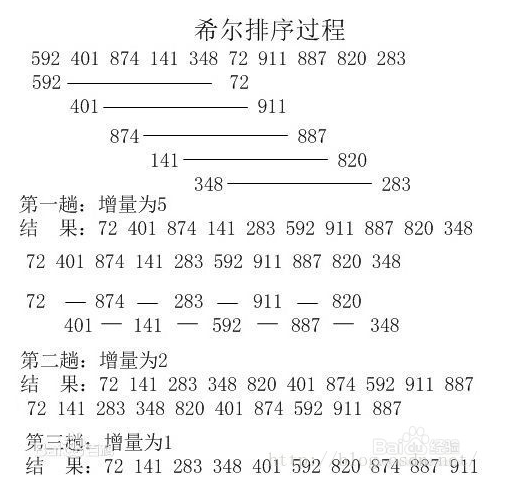 希尔排序过程
592 401 874 141 348 72 911 887 820 283
592 72
401 911
874 887
141 820
348 283
第一趟：增量为5
结 果：72 401 874 141 283 592 911 887 820 348
72 401 874 141 283 592 911 887 820 348
72 — 874 — 283 — 911 — 820
401 — 141 — 592 — 887 — 348
第二趟：增量为2
结 果：72 141 283 348 820 401 874 592 911 887
72 141 283 348 820 401 874 592 911 887
第三趟：增量为1
结 果：72 141 283 348 401 592 820 874 887 911
Baidu经验